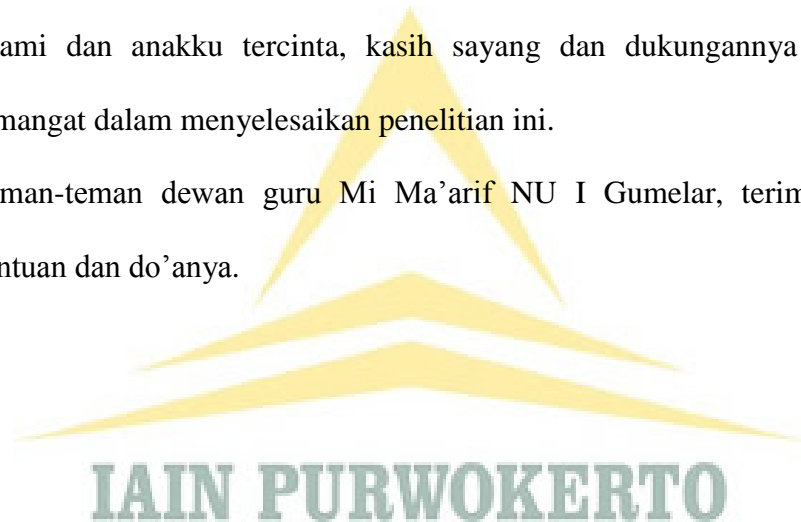 ami dan anakku tercinta, kasih sayang dan dukungannya
mangat dalam menyelesaikan penelitian ini.
man-teman dewan guru Mi Ma’arif NU I Gumelar, terim
ntuan dan do’anya.
IAIN PURWOKERTO